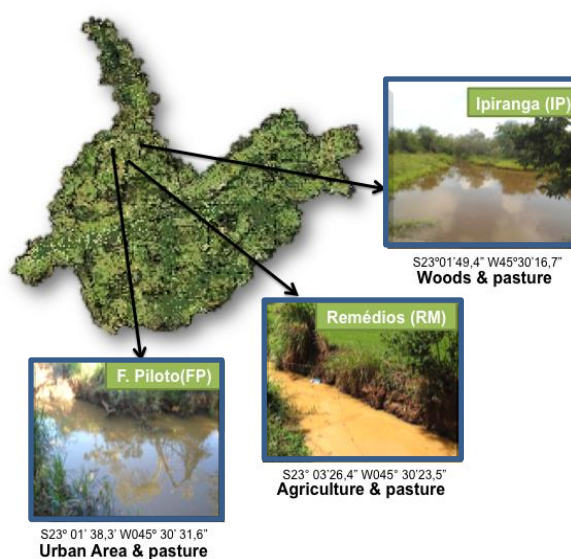 Ipiranga (IP)
S23º01'49,4" W45º30'16,7"
Woods & pasture
Remédios (RM)
S23° 03'26,4" W045° 30'23,5"
Agriculture & pasture
F. Piloto(FP)
S23º 01' 38,3' W045º 30' 31,6"
Urban Area & pasture